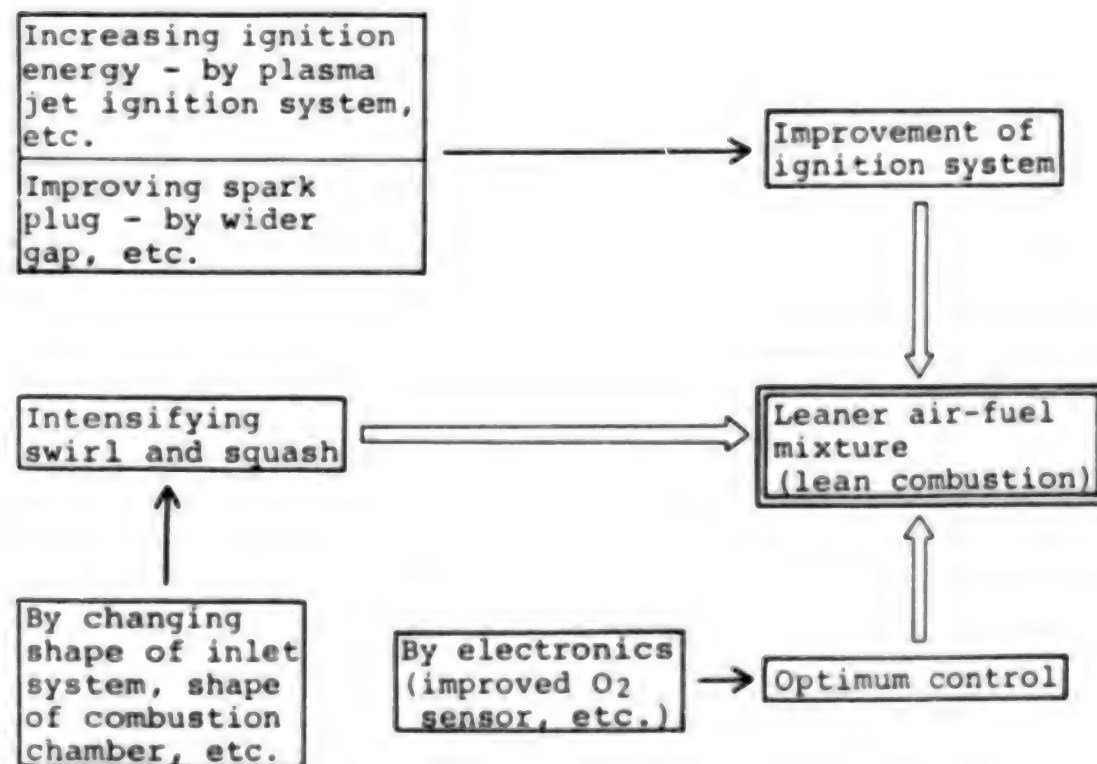 Increasing ignition
energy - by plasma
jet ignition system,
etc.
Improving spark
plug - by wider
gap, etc.
Improvement of
ignition system
Intensifying
swirl and squash
Leaner air-fuel
mixture
(lean combustion)
By changing
shape of inlet
system, shape
of combustion
chamber, etc.
By electronics
(improved O2
sensor, etc.)
Optimum control